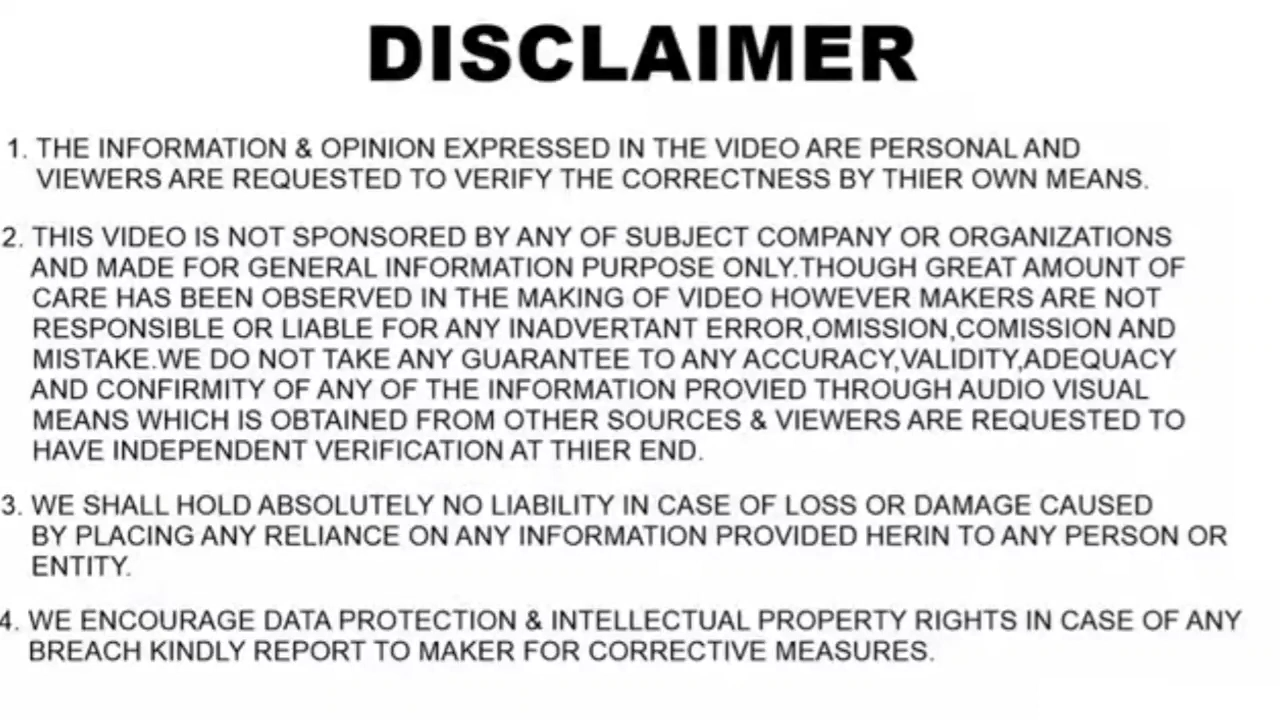 DISCLAIMER
1. THE INFORMATION & OPINION EXPRESSED IN THE VIDEO ARE PERSONAL AND
VIEWERS ARE REQUESTED TO VERIFY THE CORRECTNESS BY THIER OWN MEANS.
2. THIS VIDEO IS NOT SPONSORED BY ANY OF SUBJECT COMPANY OR ORGANIZATIONS
AND MADE FOR GENERAL INFORMATION PURPOSE ONLY.THOUGH GREAT AMOUNT OF
CARE HAS BEEN OBSERVED IN THE MAKING OF VIDEO HOWEVER MAKERS ARE NOT
RESPONSIBLE OR LIABLE FOR ANY INADVERTANT ERROR,OMISSION,COMISSION AND
MISTAKE.WE DO NOT TAKE ANY GUARANTEE TO ANY ACCURACY,VALIDITY,ADEQUACY
AND CONFIRMITY OF ANY OF THE INFORMATION PROVIED THROUGH AUDIO VISUAL
MEANS WHICH IS OBTAINED FROM OTHER SOURCES & VIEWERS ARE REQUESTED TO
HAVE INDEPENDENT VERIFICATION AT THIER END.
3. WE SHALL HOLD ABSOLUTELY NO LIABILITY IN CASE OF LOSS OR DAMAGE CAUSED
BY PLACING ANY RELIANCE ON ANY INFORMATION PROVIDED HERIN TO ANY PERSON OR
ENTITY.
4. WE ENCOURAGE DATA PROTECTION & INTELLECTUAL PROPERTY RIGHTS IN CASE OF ANY
BREACH KINDLY REPORT TO MAKER FOR CORRECTIVE MEASURES.